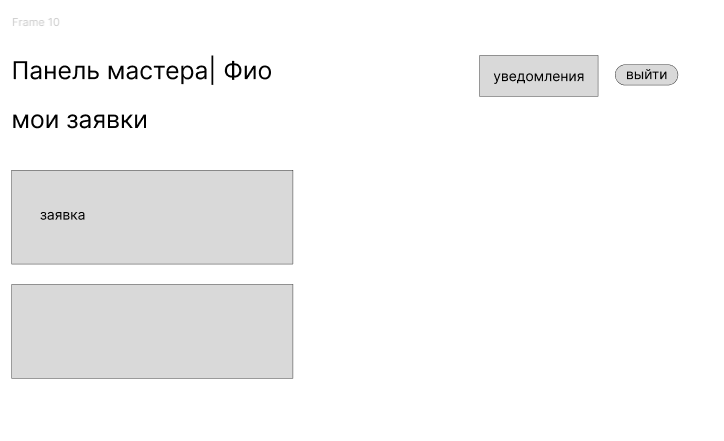 Frame 10
Панель мастера| Фио
уведомления
выйти
мои заявки
заявка